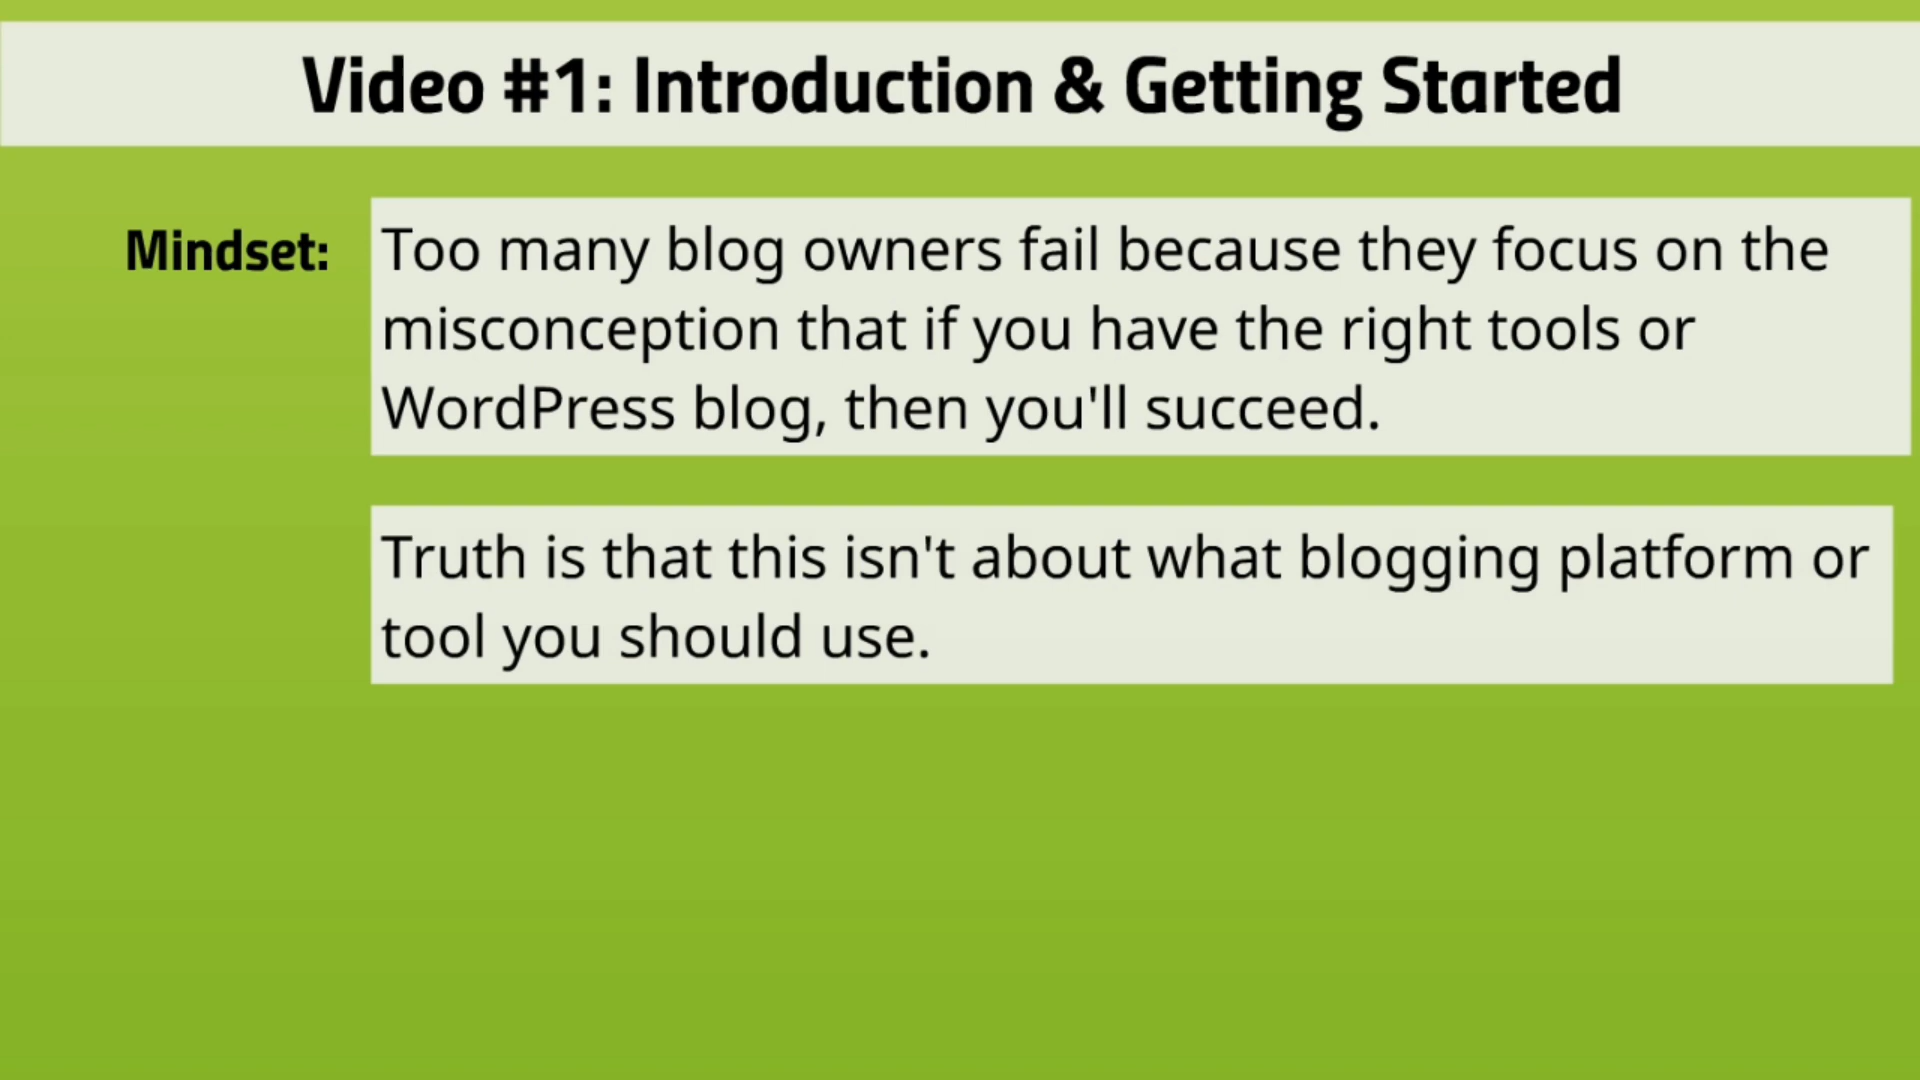 Video #1: Introduction & Getting Started
Mindset:
Too many blog owners fail because they focus on the
misconception that if you have the right tools or
WordPress blog, then you'll succeed.
Truth is that this isn't about what blogging platform or
tool you should use.